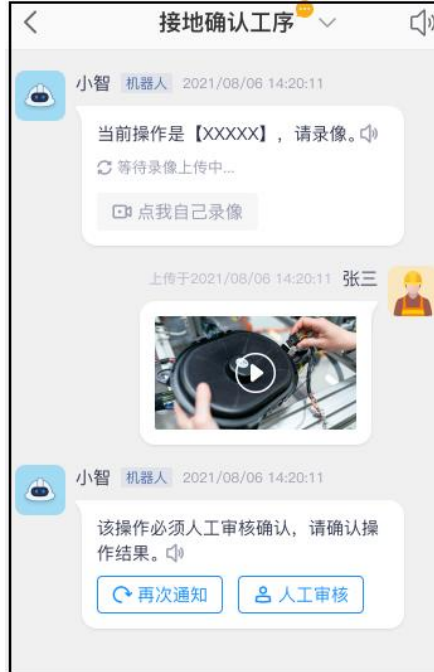 接地确认工序
小智 机器人 2021/08/06 14:20:11
当前操作是【XXXXX】，请录像。
等待录像上传中...
点我自己录像
上传于2021/08/06 14:20:11 张三
小智 机器人 2021/08/06 14:20:11
该操作必须人工审核确认，请确认操
作结果。
再次通知 人工审核